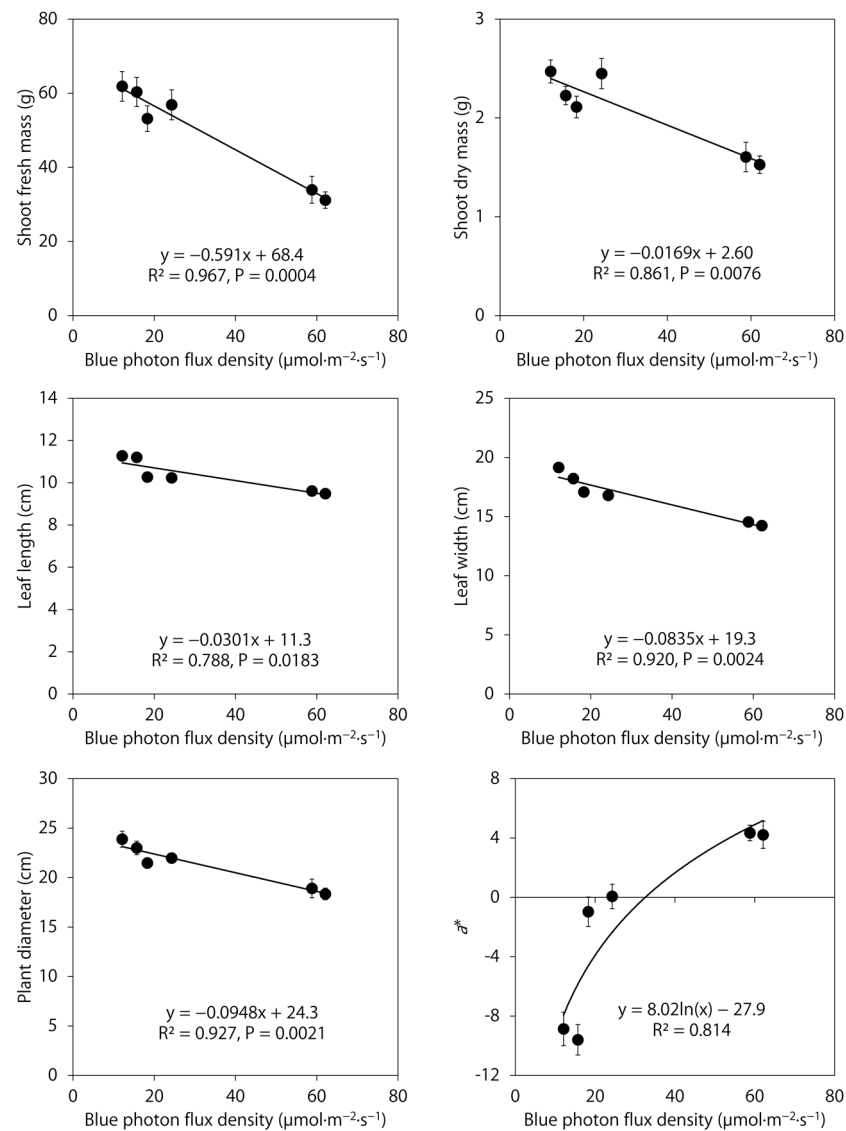 80
60
40
20
0
Shoot fresh mass (g)
y = −0.591x + 68.4
R² = 0.967, P = 0.0004
0 20 40 60 80
Blue photon flux density (μmol·m⁻²·s⁻¹)
3
2
1
0
Shoot dry mass (g)
y = −0.0169x + 2.60
R² = 0.861, P = 0.0076
0 20 40 60 80
Blue photon flux density (μmol·m⁻²·s⁻¹)
14
12
10
8
6
4
2
0
Leaf length (cm)
y = −0.0301x + 11.3
R² = 0.788, P = 0.0183
0 20 40 60 80
Blue photon flux density (μmol·m⁻²·s⁻¹)
25
20
15
10
5
0
Leaf width (cm)
y = −0.0835x + 19.3
R² = 0.920, P = 0.0024
0 20 40 60 80
Blue photon flux density (μmol·m⁻²·s⁻¹)
30
25
20
15
10
5
0
Plant diameter (cm)
y = −0.0948x + 24.3
R² = 0.927, P = 0.0021
0 20 40 60 80
Blue photon flux density (μmol·m⁻²·s⁻¹)
8
4
0
-4
-8
-12
a*
y = 8.02ln(x) − 27.9
R² = 0.814
0 20 40 60 80
Blue photon flux density (μmol·m⁻²·s⁻¹)